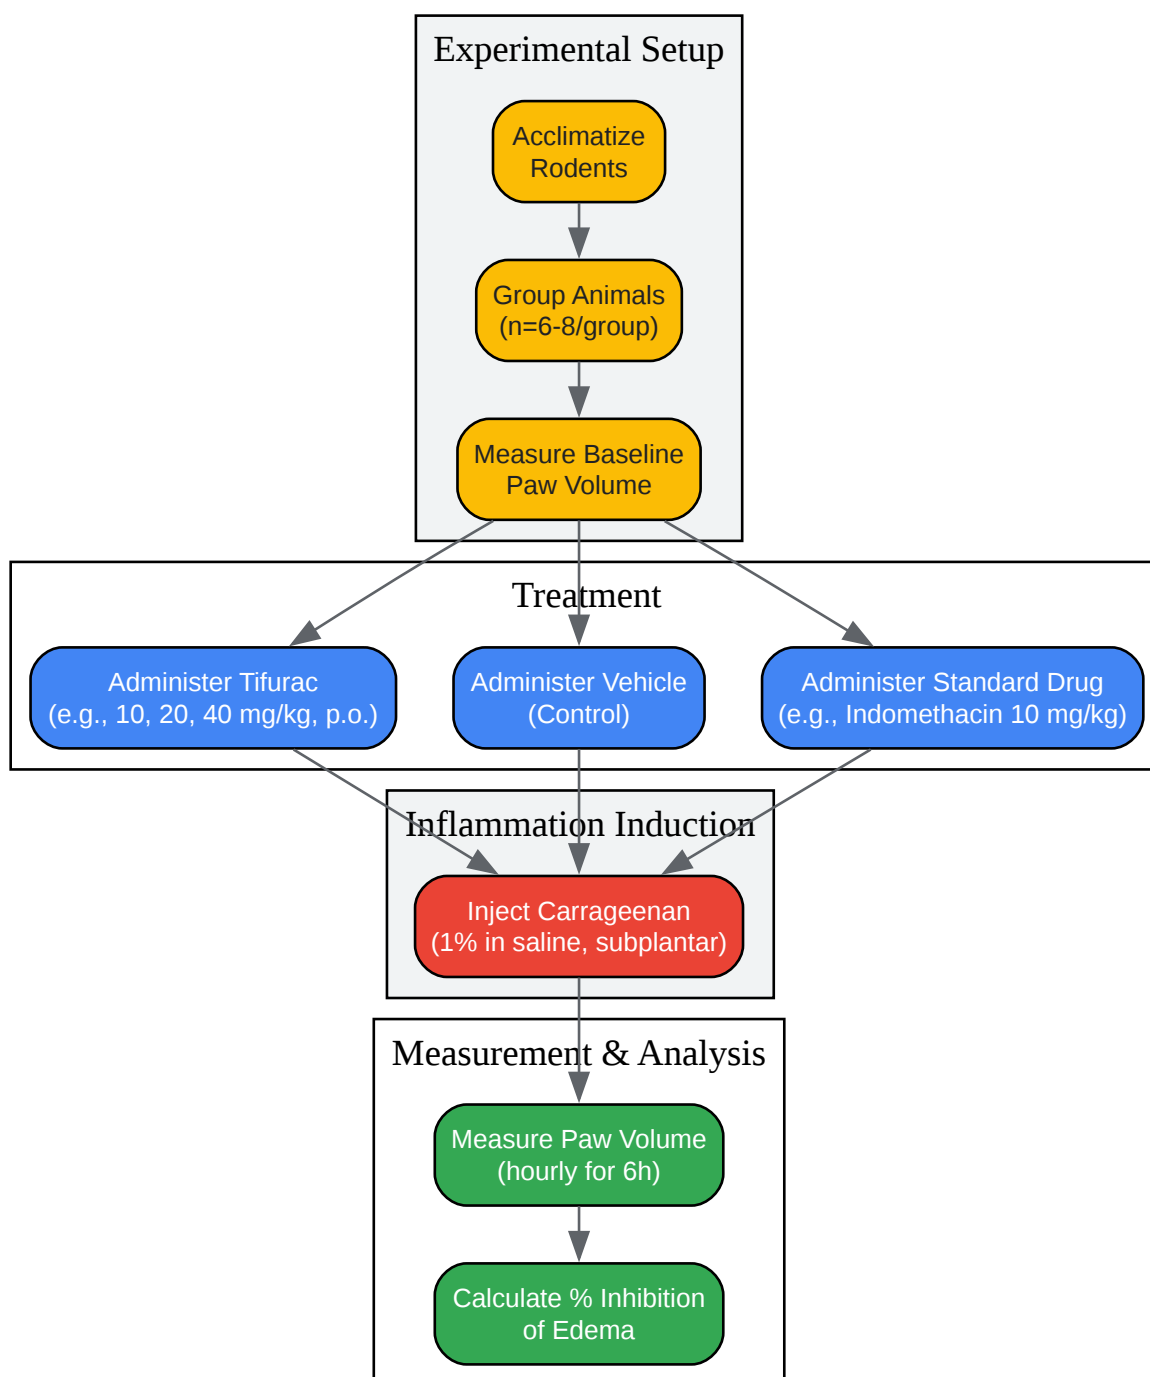 Experimental Setup
Acclimatize
Rodents
Group Animals
(n=6-8/group)
Measure Baseline
Paw Volume
Treatment
Administer Tifurac
(e.g., 10, 20, 40 mg/kg, p.o.)
Administer Vehicle
(Control)
Administer Standard Drug
(e.g., Indomethacin 10 mg/kg)
Inflammation Induction
Inject Carrageenan
(1% in saline, subplantar)
Measurement & Analysis
Measure Paw Volume
(hourly for 6h)
Calculate % Inhibition
of Edema